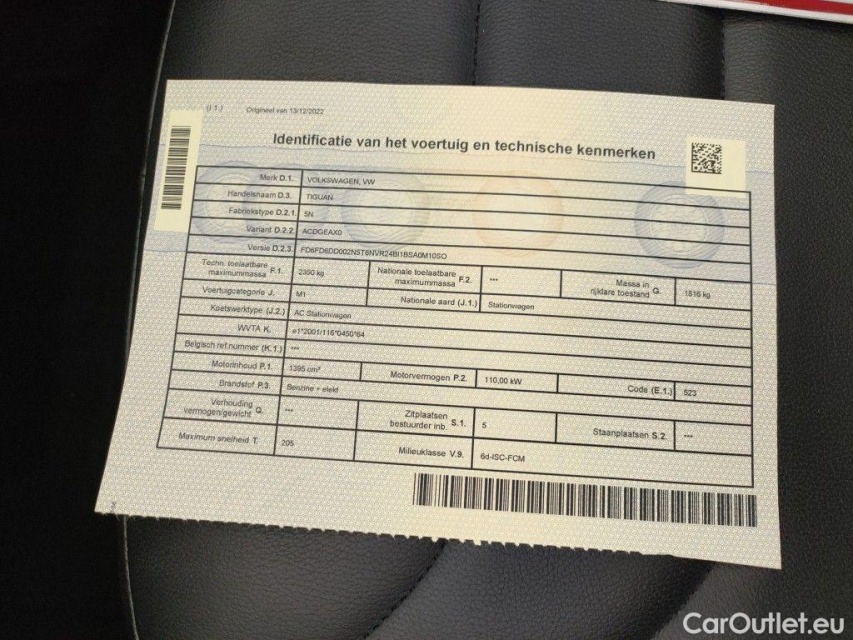 (J.1.) Origineel van 13/12/2022
Identificatie van het voertuig en technische kenmerken
Merk D.1. VOLKSWAGEN, VW
Handelsnaam D.3. TIGUAN
Fabriekstype D.2.1. 5N
Variant D.2.2. ACDGEAX0
Versie D.2.3.
Techn. toelaatbare maximummassa F.1. 2300 kg Nationale toelaatbare maximummassa F.2. --- Massa in rijklare toestand G. 1816 kg
Voertuigcategorie J. M1 Nationale aard (J.1.) Stationwagen
Koetswerktype (J.2.) AC Stationwagen
WVTA K. e1*2001/116*0450*64
Belgisch ref.nummer (K.1.) ---
Motorinhoud P.1. 1395 cm³ Motorvermogen P.2. 110,00 kW Code (E.1.) 523
Brandstof P.3. Benzine + elekt
Verhouding vermogen/gewicht Q. --- Zitplaatsen bestuurder inb. S.1. 5 Staanplaatsen S.2. ---
Maximum snelheid T. 205 Milieuklasse V.9. 6d-ISC-FCM
CarOutlet.eu